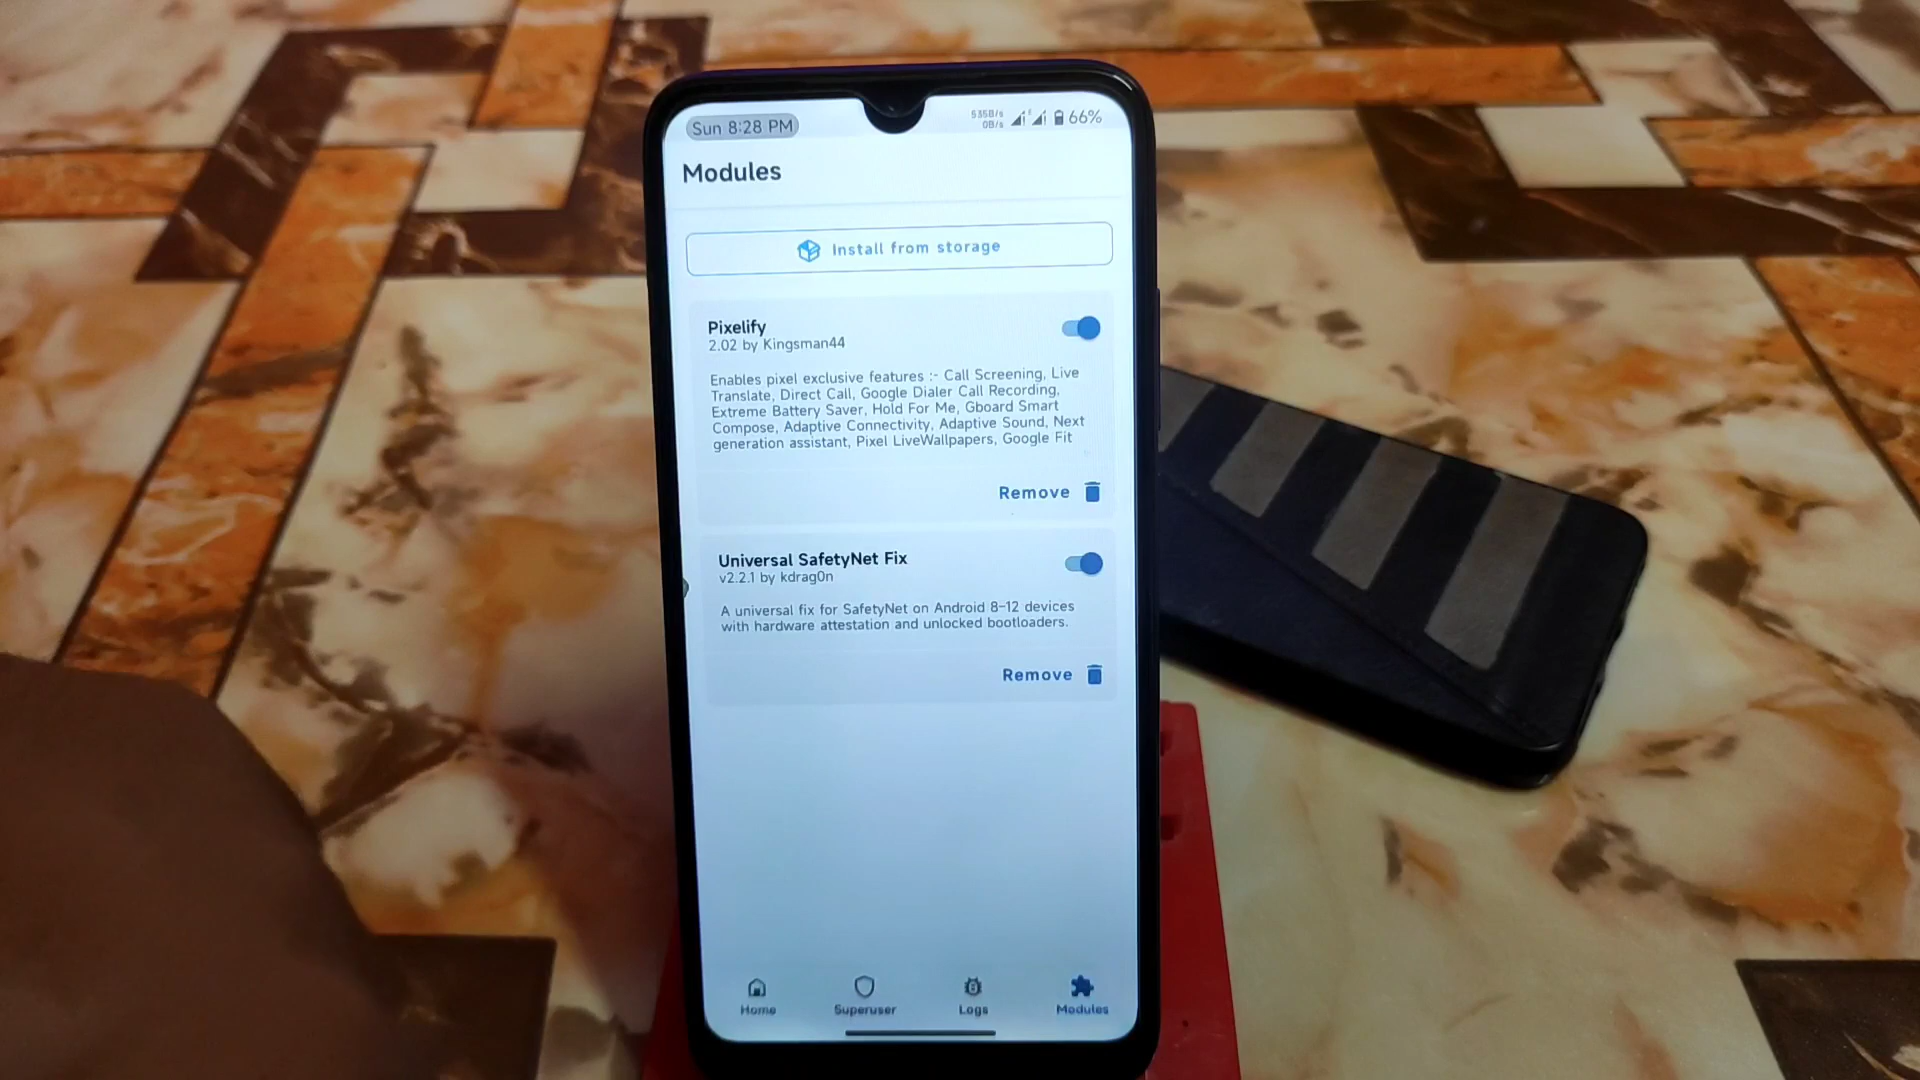 Sun 8:28 PM
535B/s
0B/s
66%
Modules
Install from storage
Pixelify
2.02 by Kingsman44
Enables pixel exclusive features :- Call Screening, Live
Translate, Direct Call, Google Dialer Call Recording,
Extreme Battery Saver, Hold For Me, Gboard Smart
Compose, Adaptive Connectivity, Adaptive Sound, Next
generation assistant, Pixel LiveWallpapers, Google Fit
Remove
Universal SafetyNet Fix
v2.2.1 by kdrag0n
A universal fix for SafetyNet on Android 8–12 devices
with hardware attestation and unlocked bootloaders.
Remove
Home
Superuser
Logs
Modules